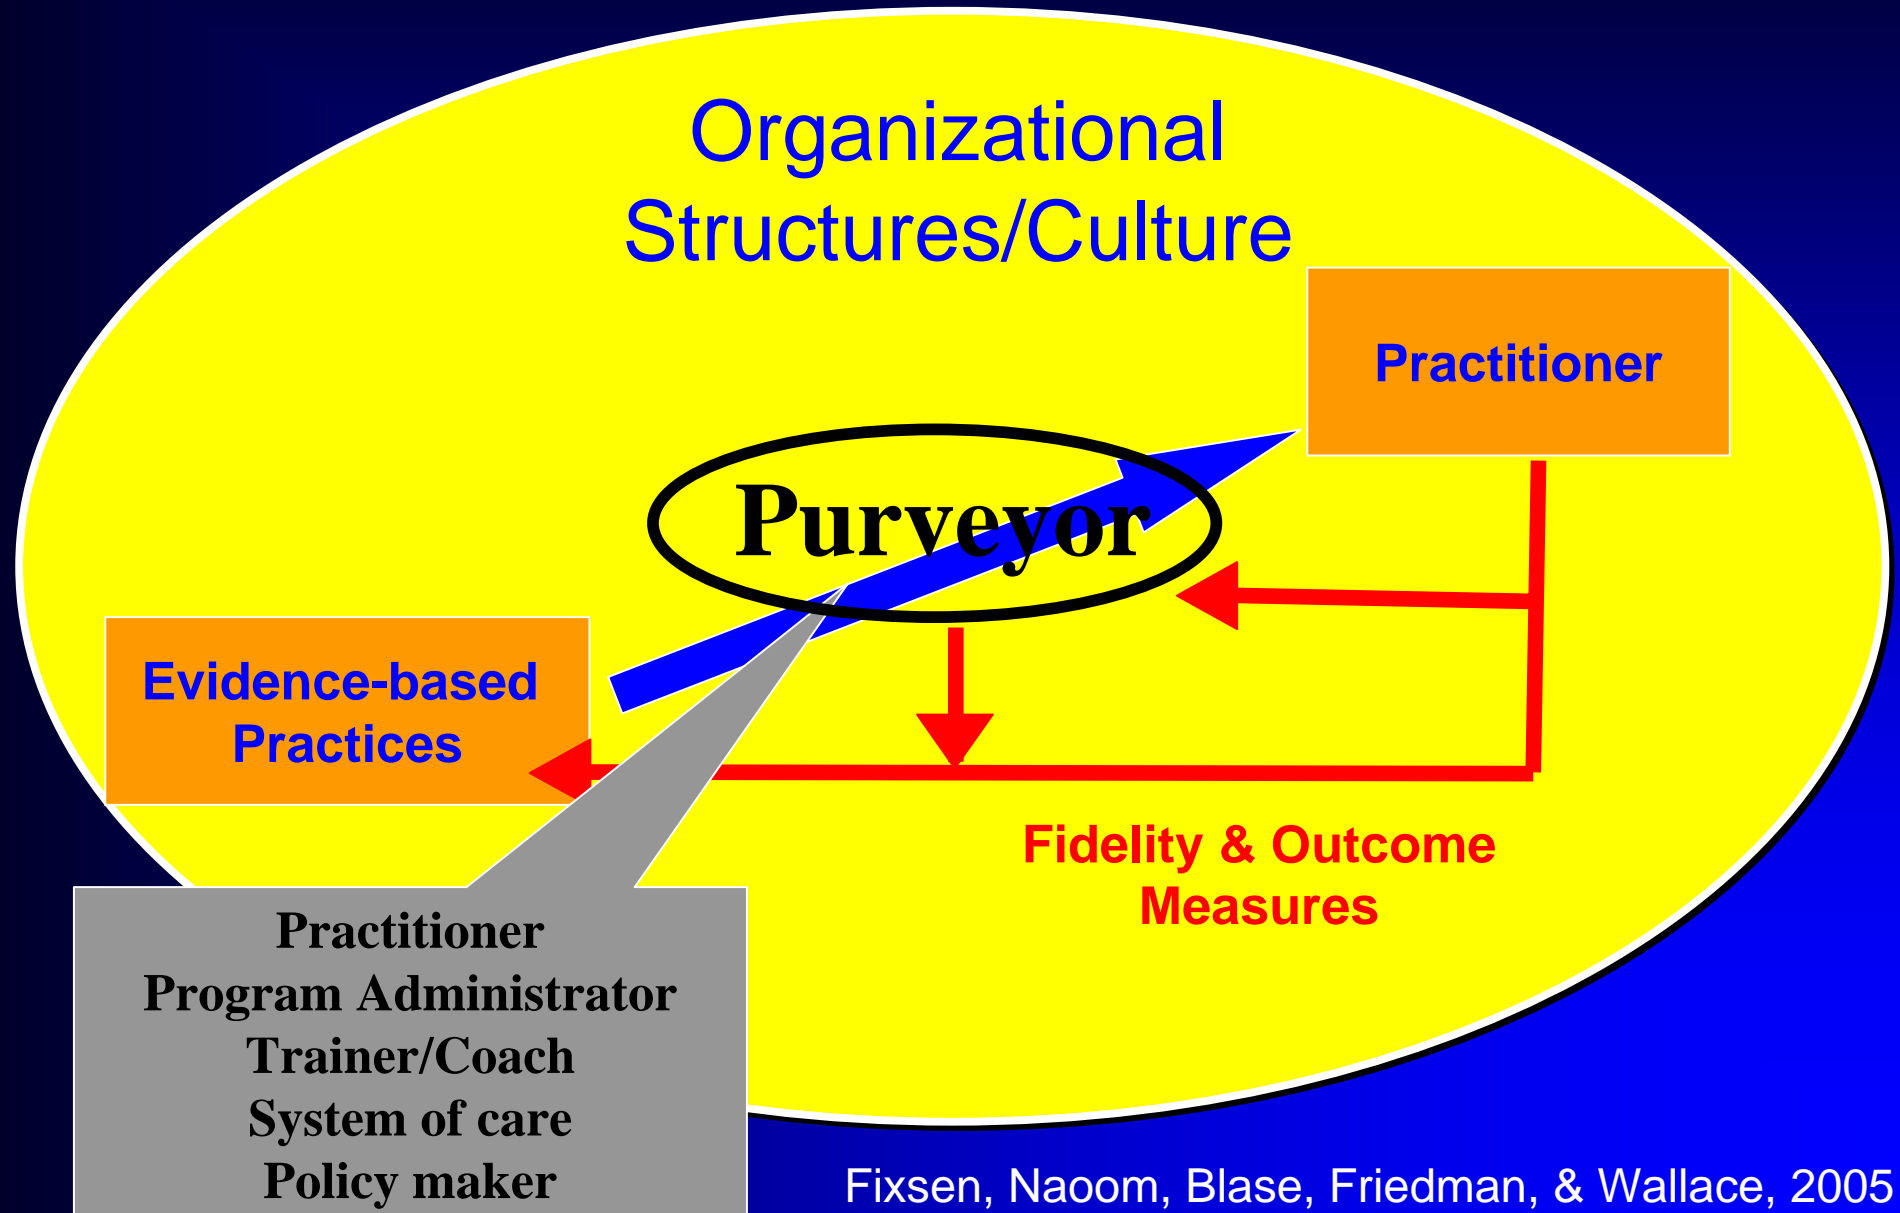 Organizational
Structures/Culture
Practitioner
Purveyor
Evidence-based
Practices
Fidelity & Outcome
Measures
Practitioner
Program Administrator
Trainer/Coach
System of care
Policy maker
Fixsen, Naoom, Blase, Friedman, & Wallace, 2005